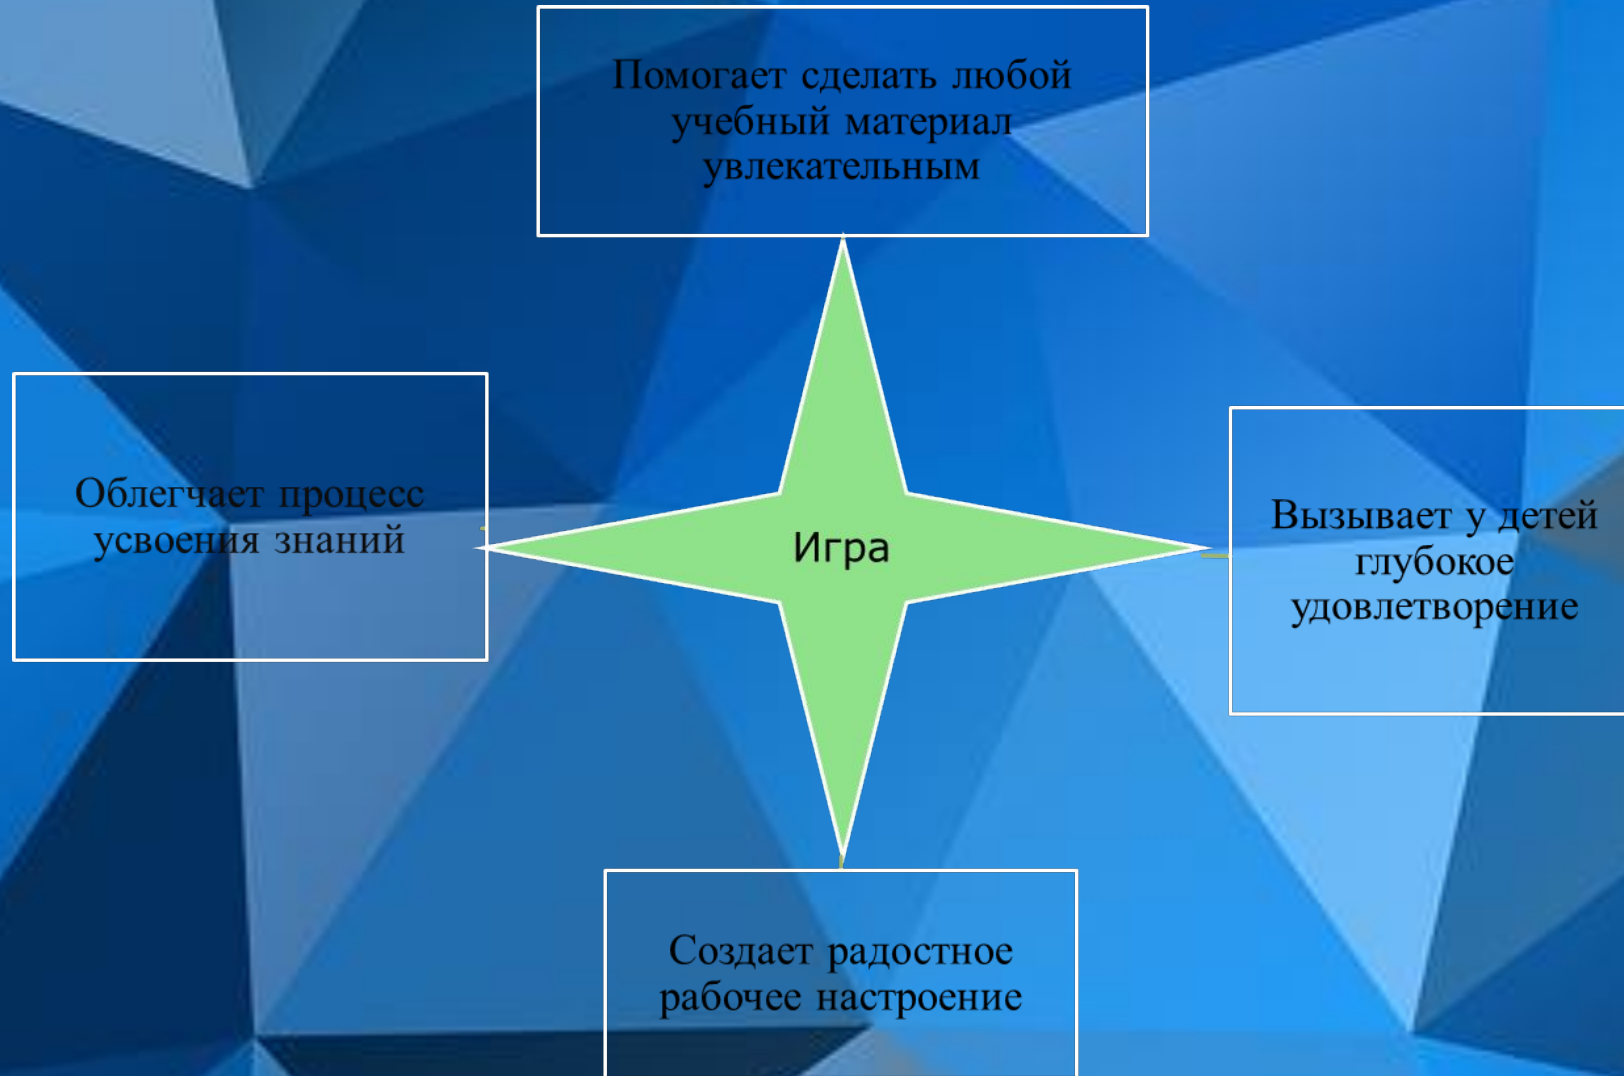 Помогает сделать любой
учебный материал
увлекательным
Облегчает процесс
усвоения знаний
Игра
Вызывает у детей
глубокое
удовлетворение
Создает радостное
рабочее настроение